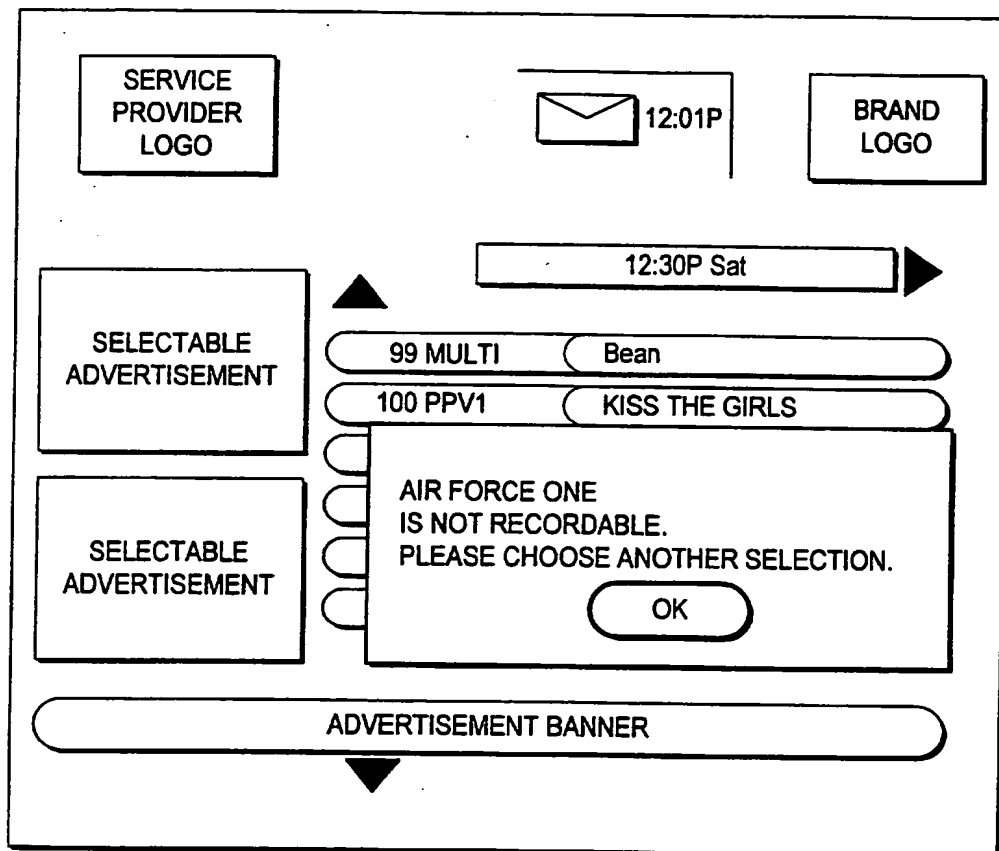 SERVICE
PROVIDER
LOGO
12:01P
BRAND
LOGO
12:30P Sat
SELECTABLE
ADVERTISEMENT
99 MULTI Bean
100 PPV1 KISS THE GIRLS
AIR FORCE ONE
IS NOT RECORDABLE.
PLEASE CHOOSE ANOTHER SELECTION.
OK
SELECTABLE
ADVERTISEMENT
ADVERTISEMENT BANNER